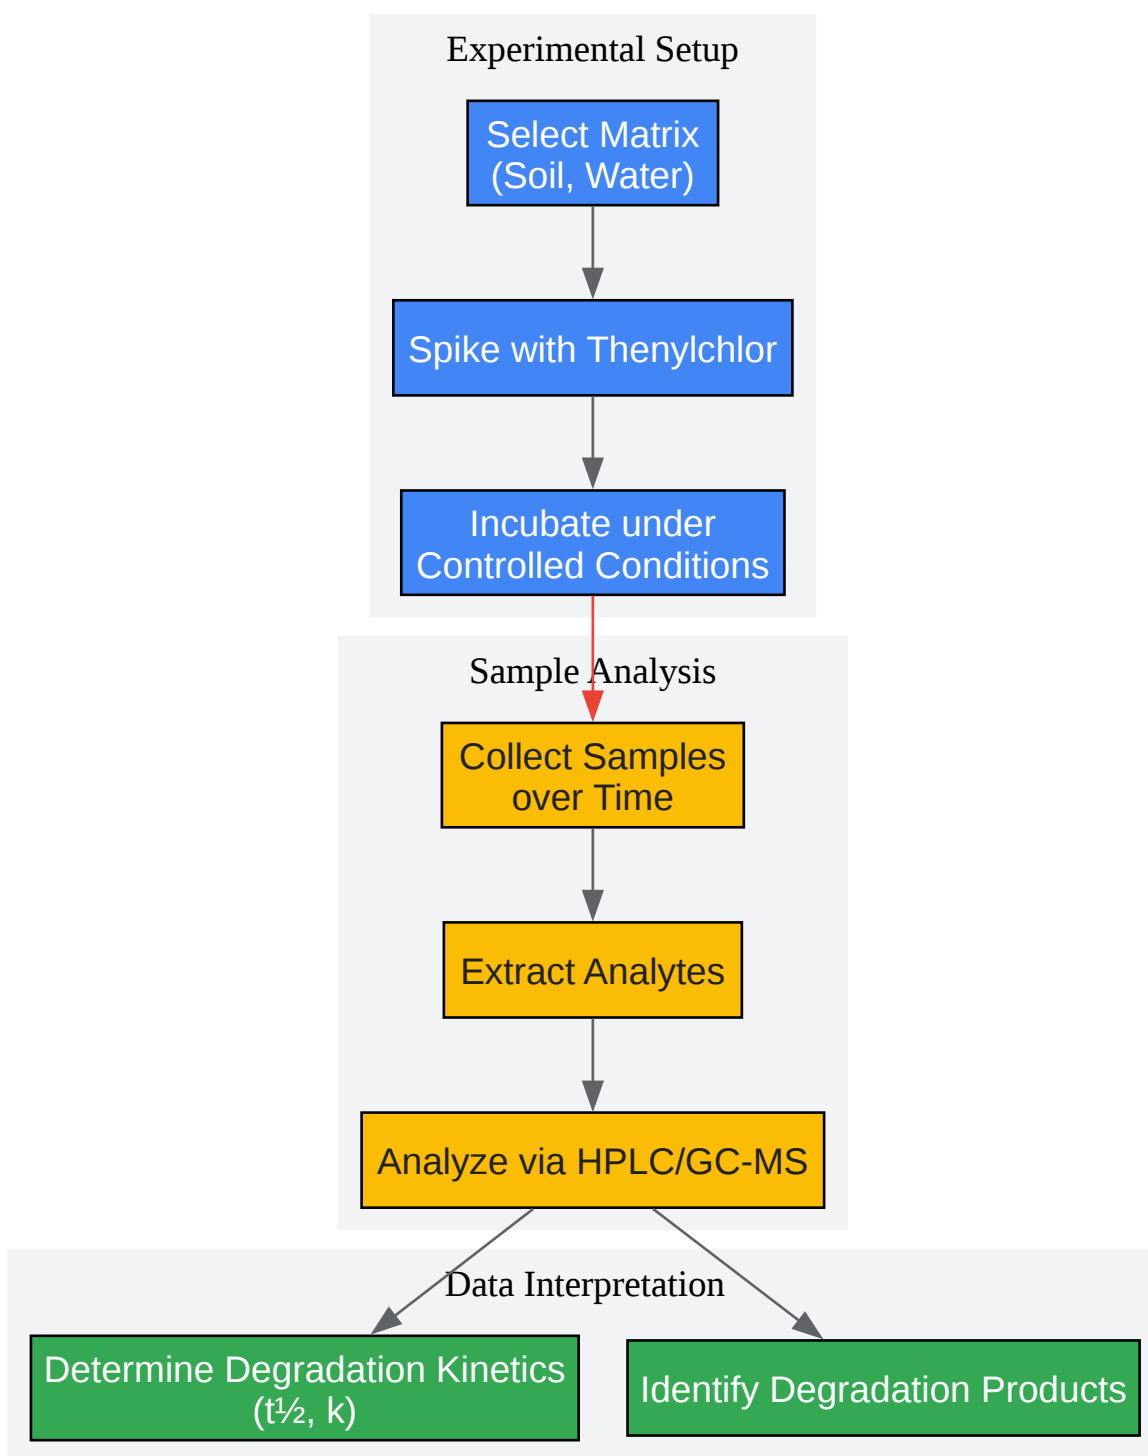 Experimental Setup
Select Matrix
(Soil, Water)
Spike with Thenylchlor
Incubate under
Controlled Conditions
Sample Analysis
Collect Samples
over Time
Extract Analytes
Analyze via HPLC/GC-MS
Data Interpretation
Determine Degradation Kinetics
(t½, k)
Identify Degradation Products